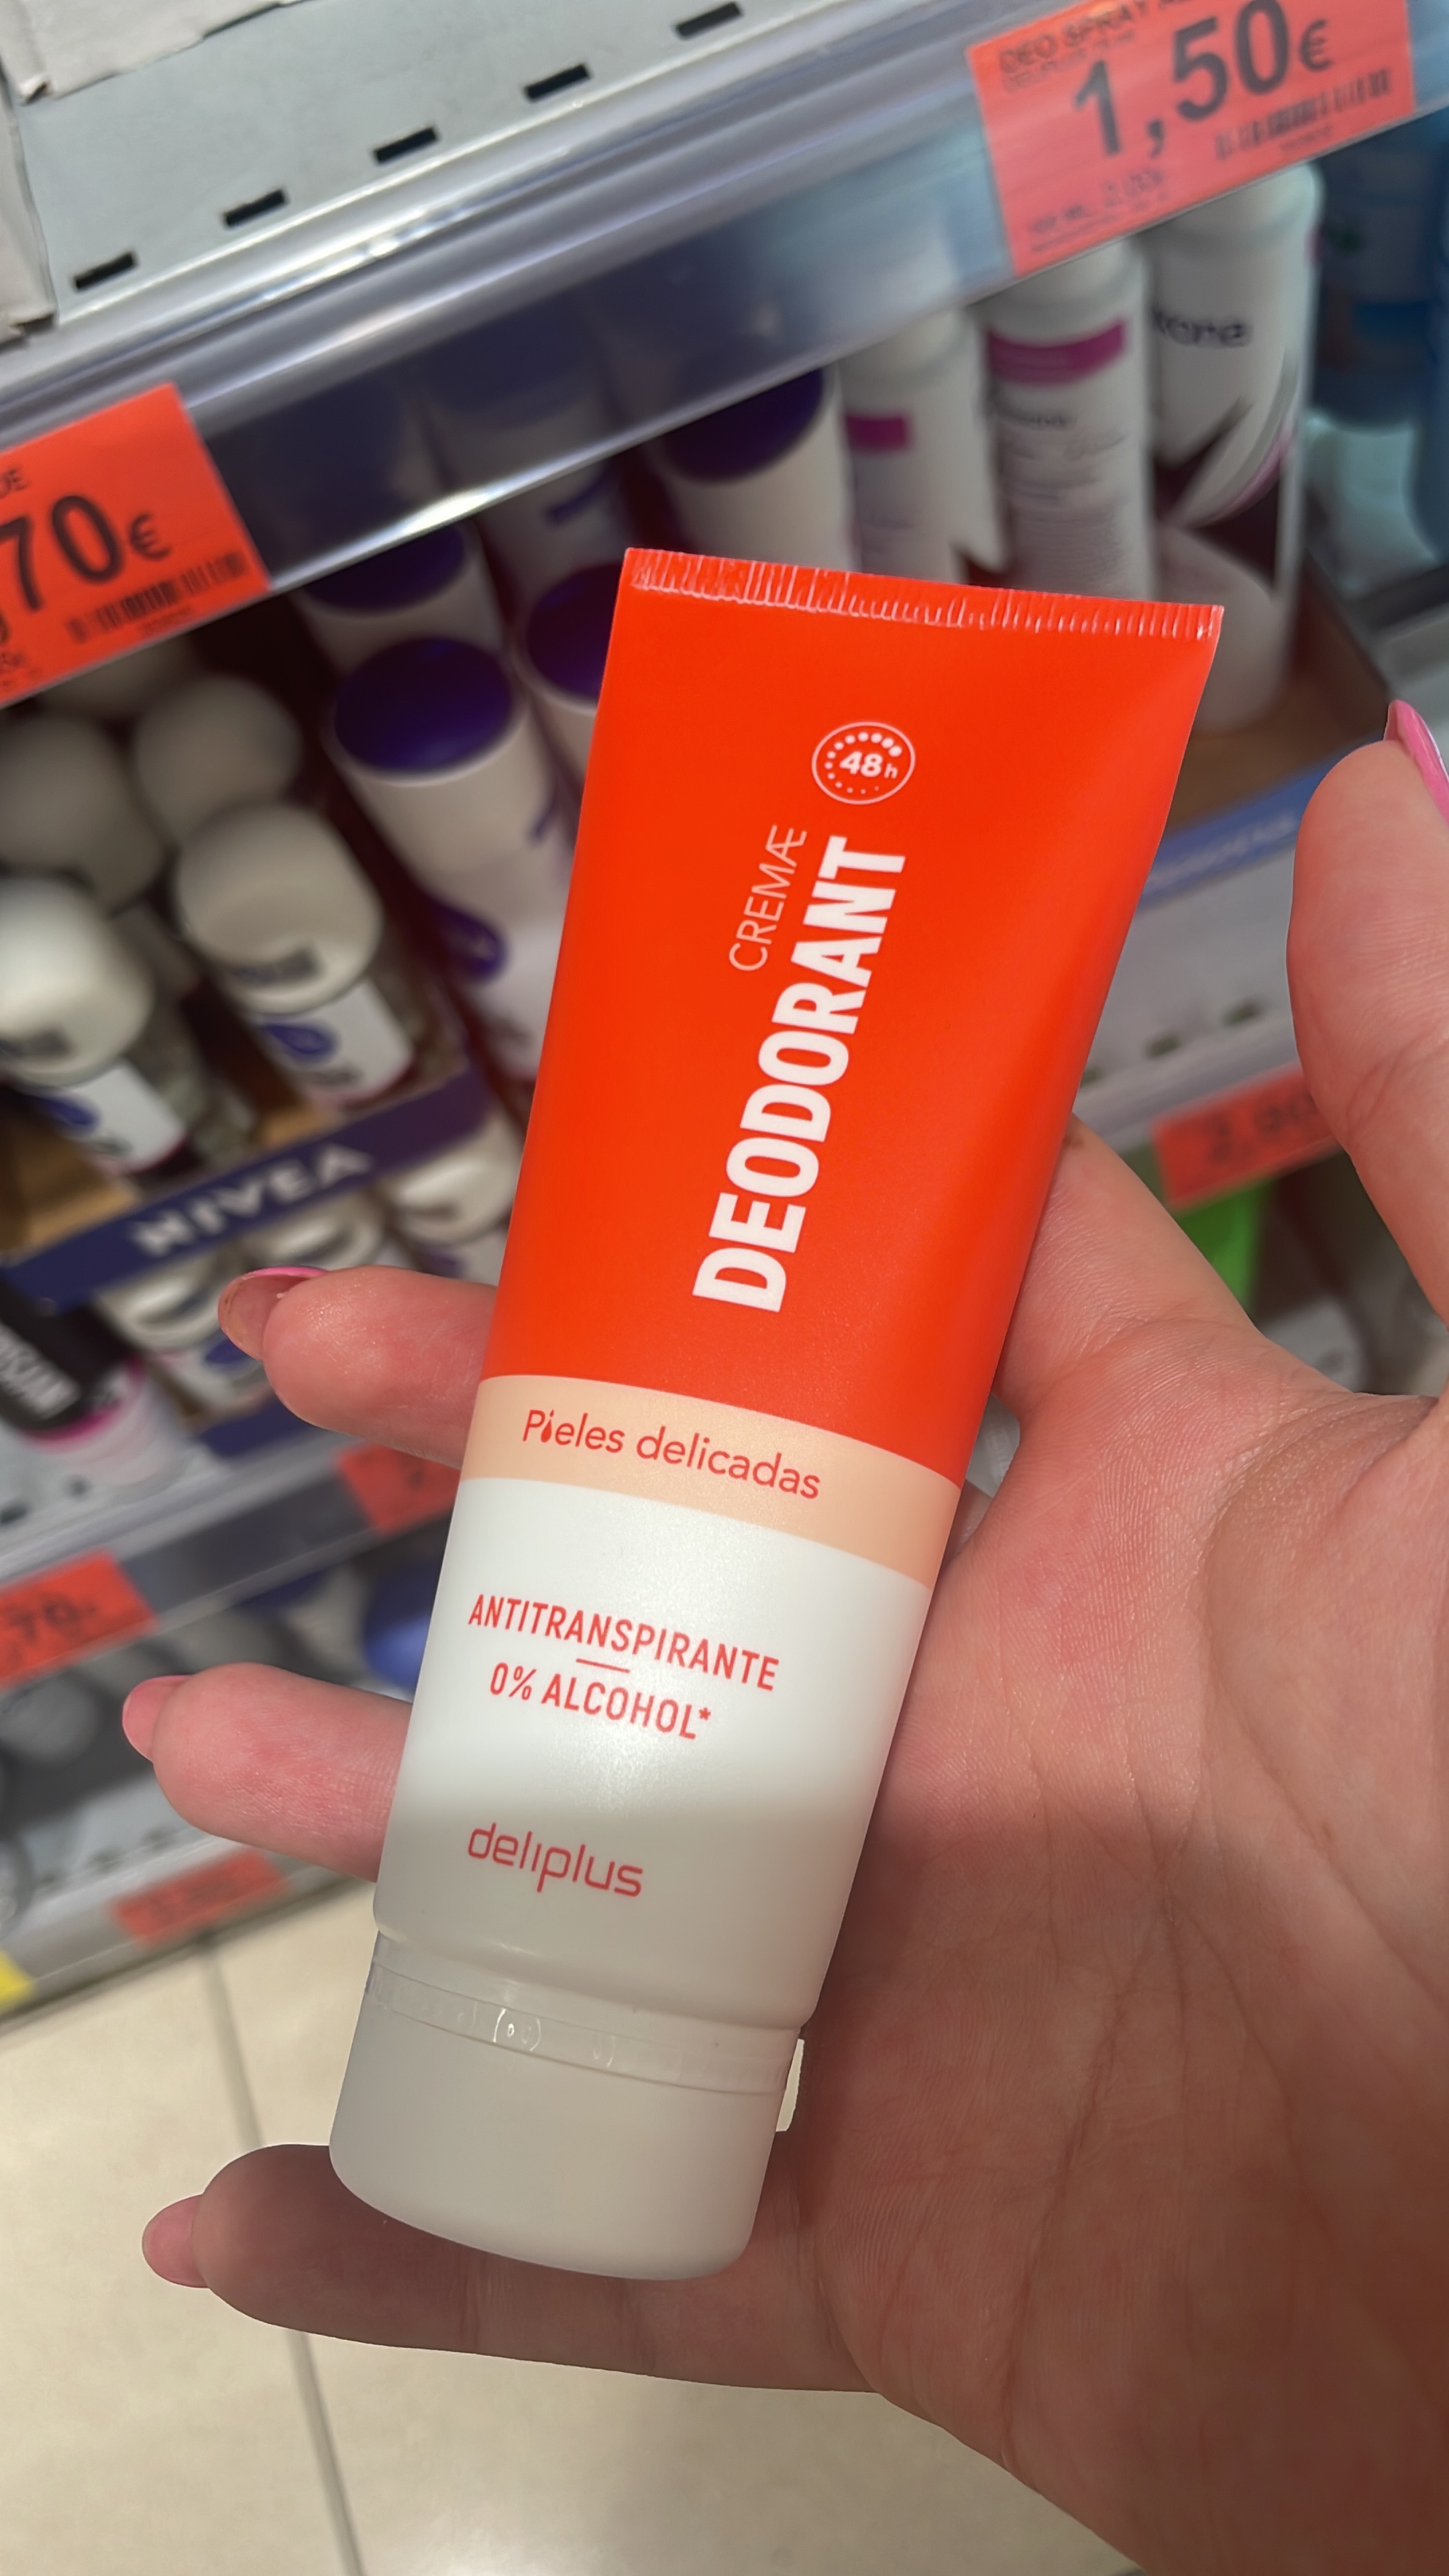 DEO SPRAY
1,50€
70€
NIVEA
48h
CREMÆ
DEODORANT
Pieles delicadas
ANTITRANSPIRANTE
0% ALCOHOL*
deliplus